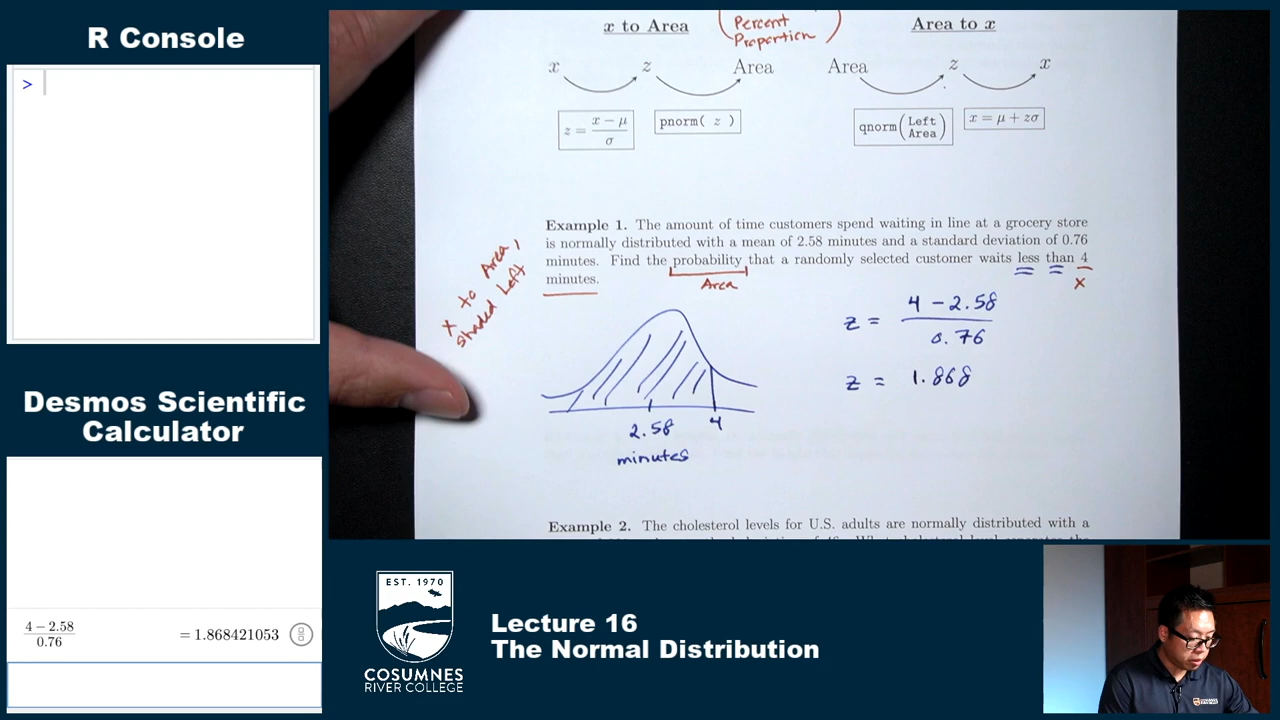 R Console
>
Desmos Scientific
Calculator
4 − 2.58
0.76
= 1.868421053
x to Area
Percent
Proportion
Area to x
x z Area
Area z x
z = x − μ / σ
pnorm( z )
qnorm( Left Area )
x = μ + zσ
Example 1. The amount of time customers spend waiting in line at a grocery store
is normally distributed with a mean of 2.58 minutes and a standard deviation of 0.76
minutes. Find the probability that a randomly selected customer waits less than 4
minutes.
Area
x
x to Area,
shaded Left
2.58
4
minutes
z = 4 − 2.58 / 0.76
z = 1.868
Example 2. The cholesterol levels for U.S. adults are normally distributed with a
EST. 1970
COSUMNES
RIVER COLLEGE
Lecture 16
The Normal Distribution